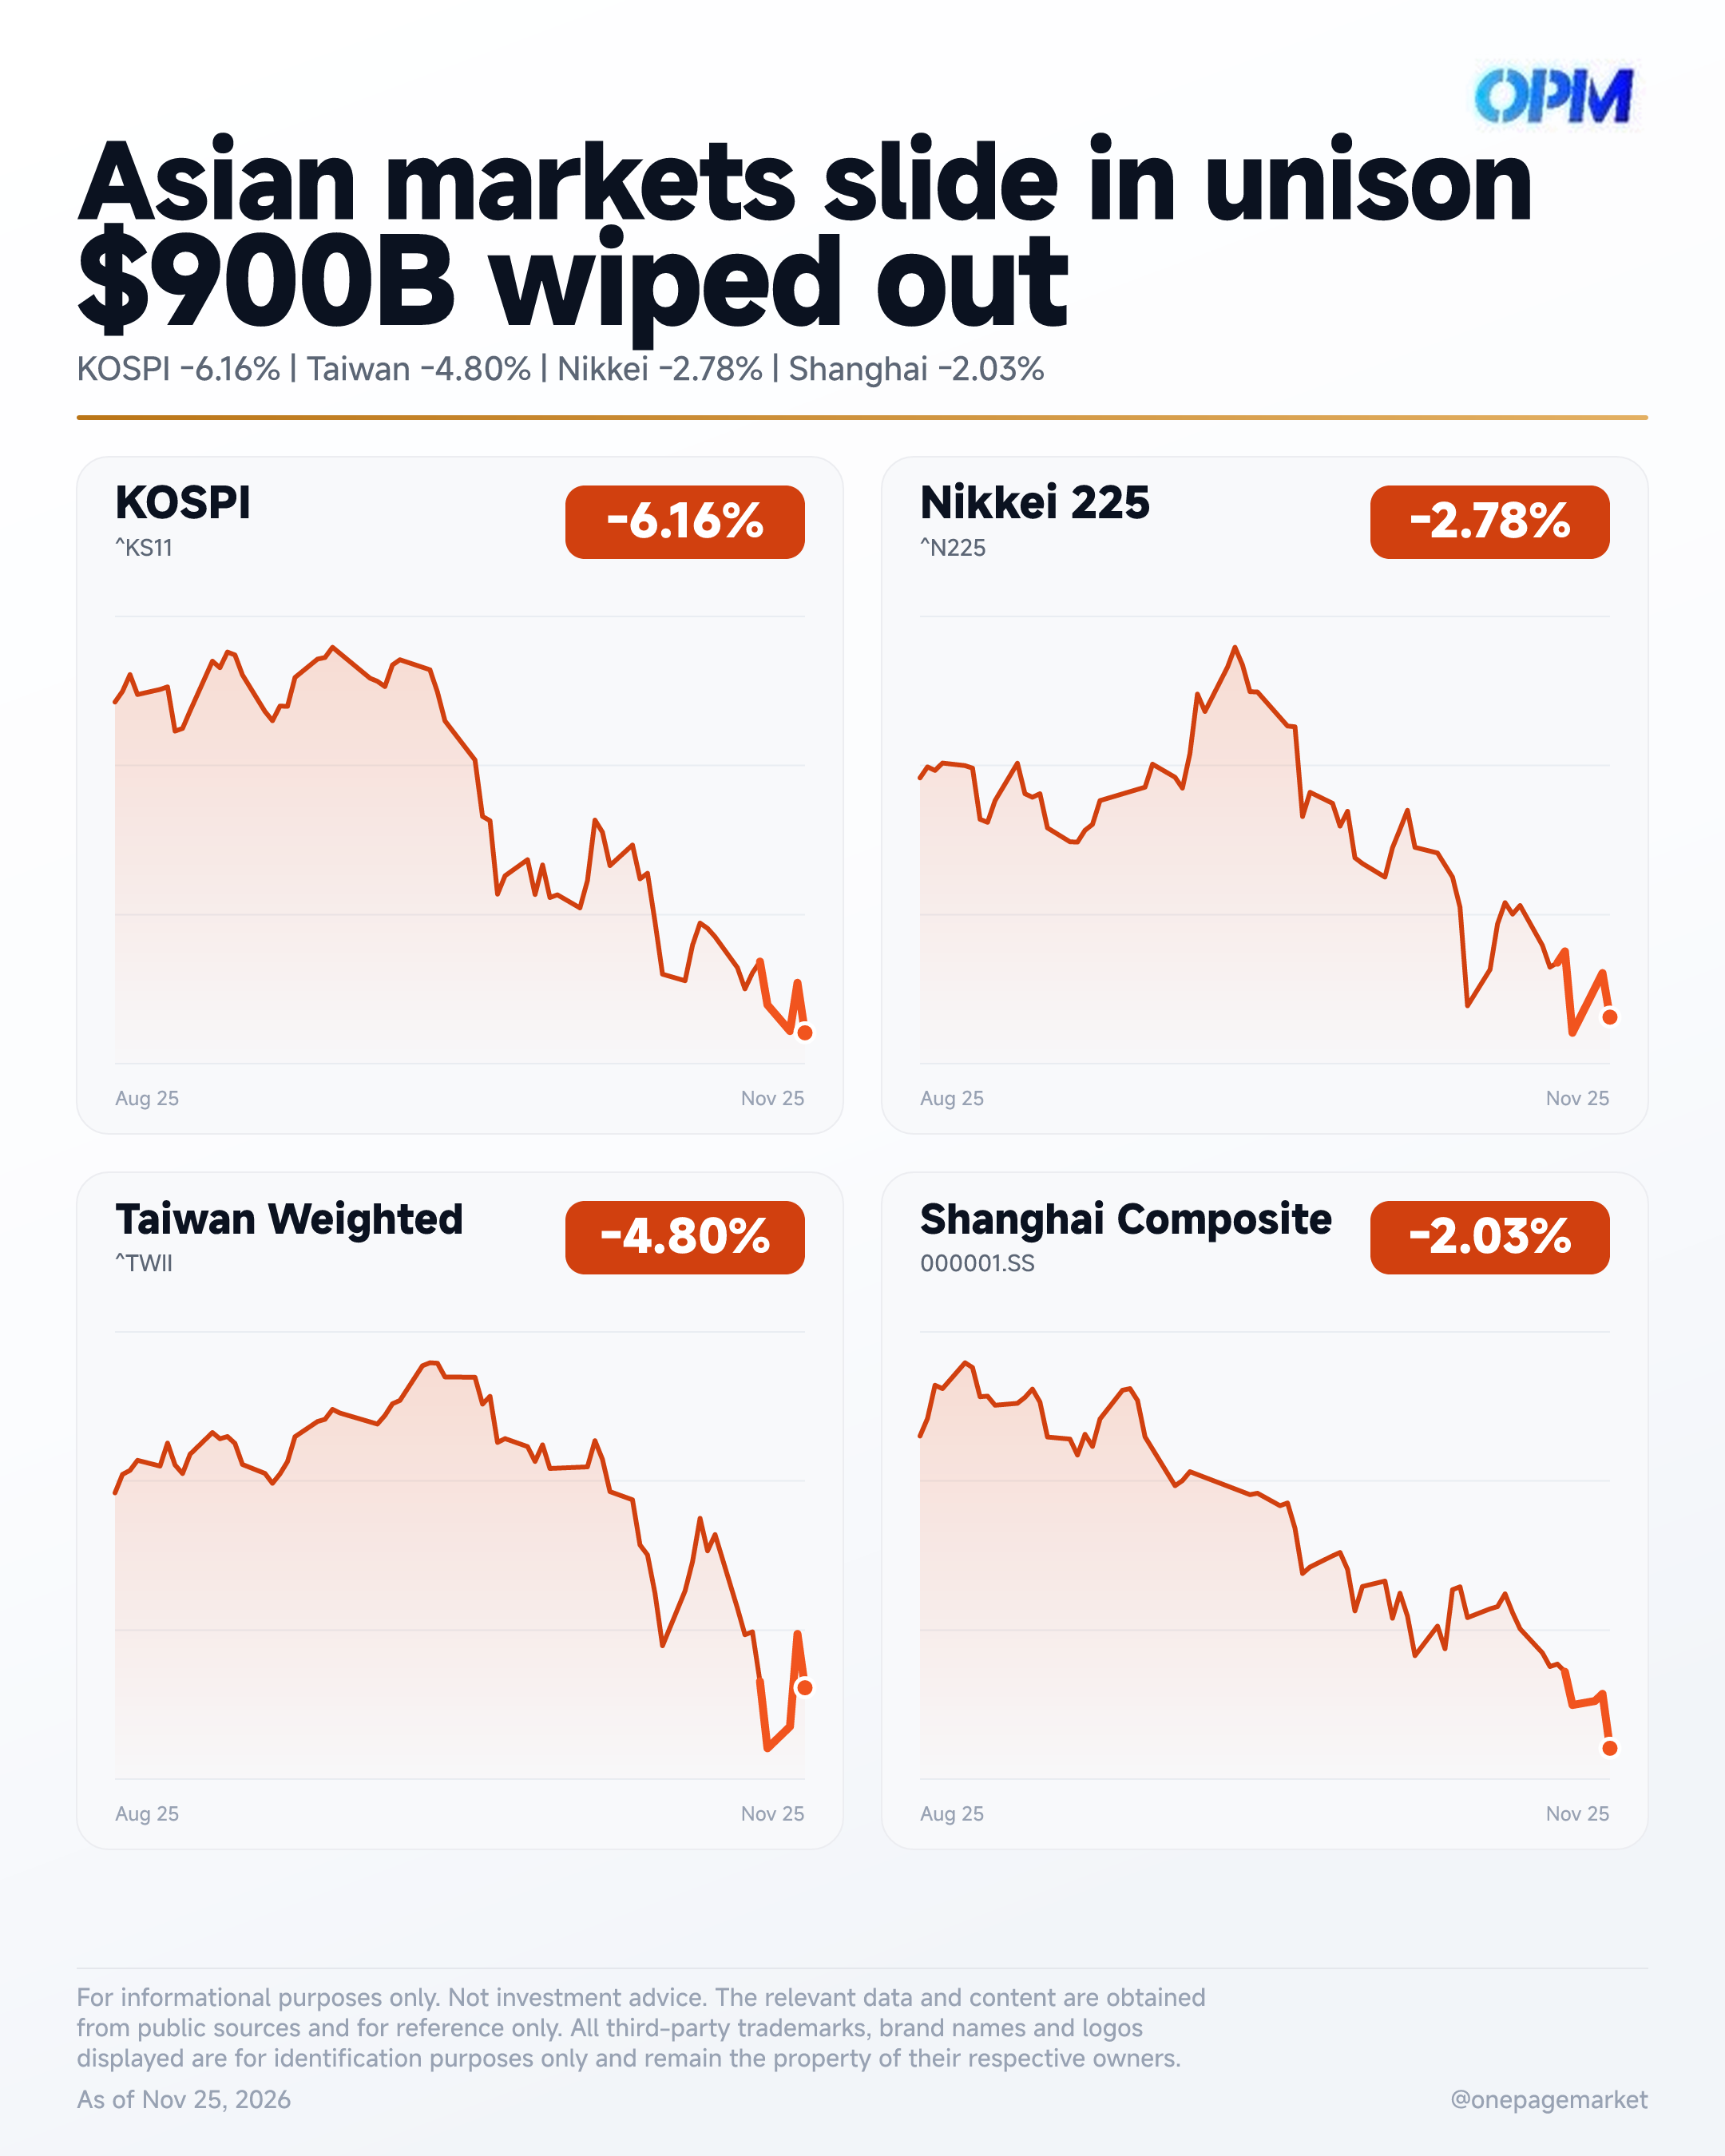 OPM
Asian markets slide in unison
$900B wiped out
KOSPI −6.16% | Taiwan −4.80% | Nikkei −2.78% | Shanghai −2.03%
KOSPI
−6.16%
^KS11
Aug 25
Nov 25
Nikkei 225
−2.78%
^N225
Aug 25
Nov 25
Taiwan Weighted
−4.80%
^TWII
Aug 25
Nov 25
Shanghai Composite
−2.03%
000001.SS
Aug 25
Nov 25
For informational purposes only. Not investment advice. The relevant data and content are obtained
from public sources and for reference only. All third-party trademarks, brand names and logos
displayed are for identification purposes only and remain the property of their respective owners.
As of Nov 25, 2026
@onepagemarket